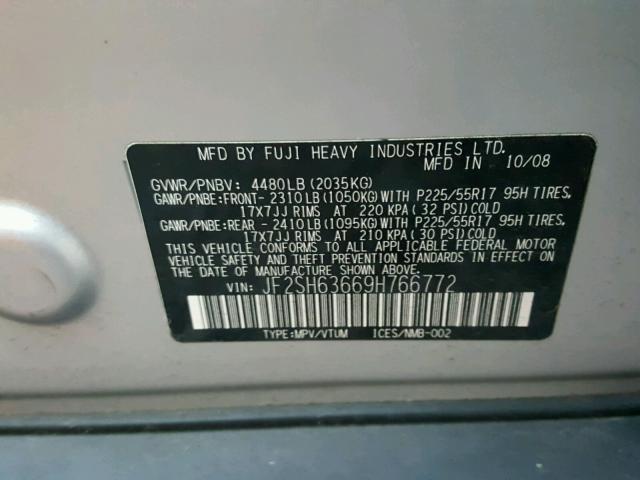 MFD BY FUJI HEAVY INDUSTRIES LTD.
MFD IN 10/08
GVWR/PNBV: 4480LB (2035KG)
GAWR/PNBE:FRONT- 2310LB (1050KG) WITH P225/55R17 95H TIRES.
17X7JJ RIMS AT 220 KPA (32 PSI) COLD
GAWR/PNBE:REAR - 2410LB (1095KG) WITH P225/55R17 95H TIRES.
17X7JJ RIMS AT 210 KPA (30 PSI) COLD
THIS VEHICLE CONFORMS TO ALL APPLICABLE FEDERAL MOTOR
VEHICLE SAFETY AND THEFT PREVENTION STANDARDS IN EFFECT ON
THE DATE OF MANUFACTURE SHOWN ABOVE.
VIN: JF2SH63669H766772
TYPE:MPV/VTUM ICES/NMB-002